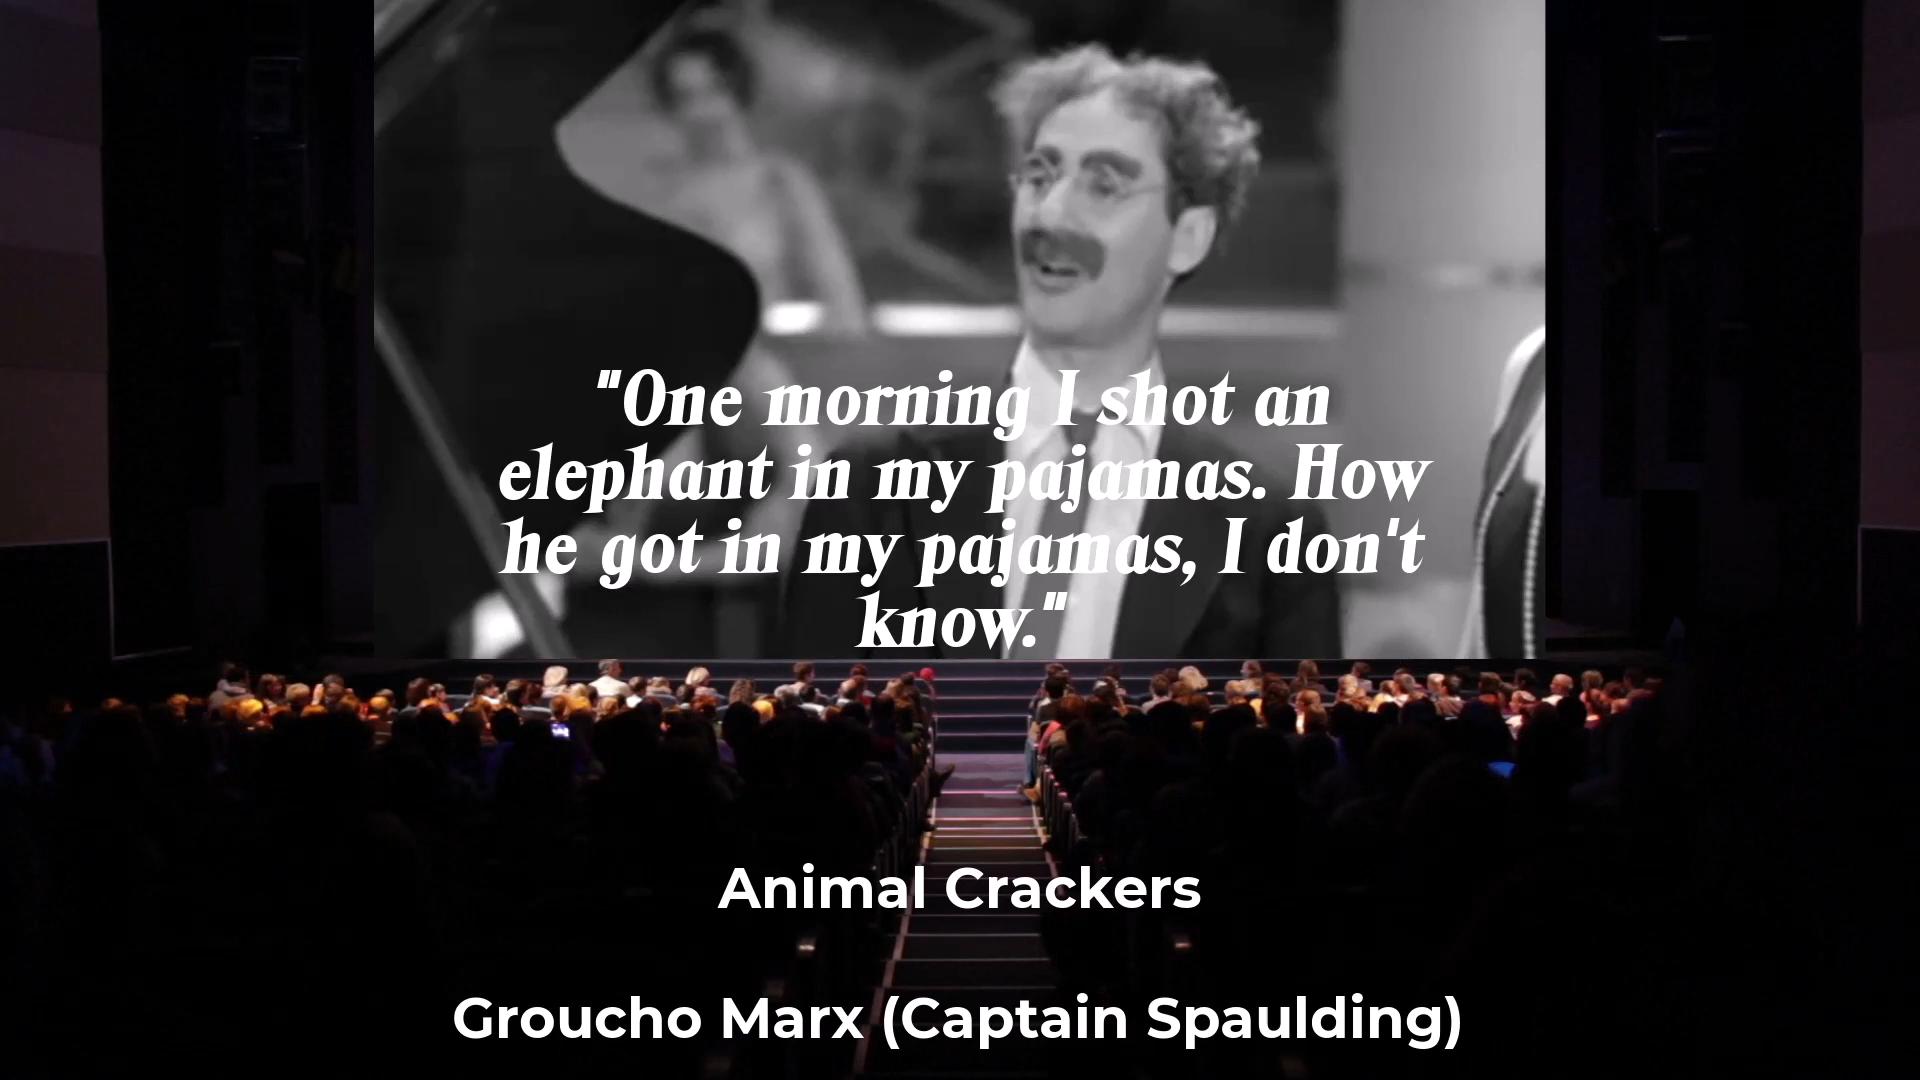 "One morning I shot an
elephant in my pajamas. How
he got in my pajamas, I don't
know."
Animal Crackers
Groucho Marx (Captain Spaulding)